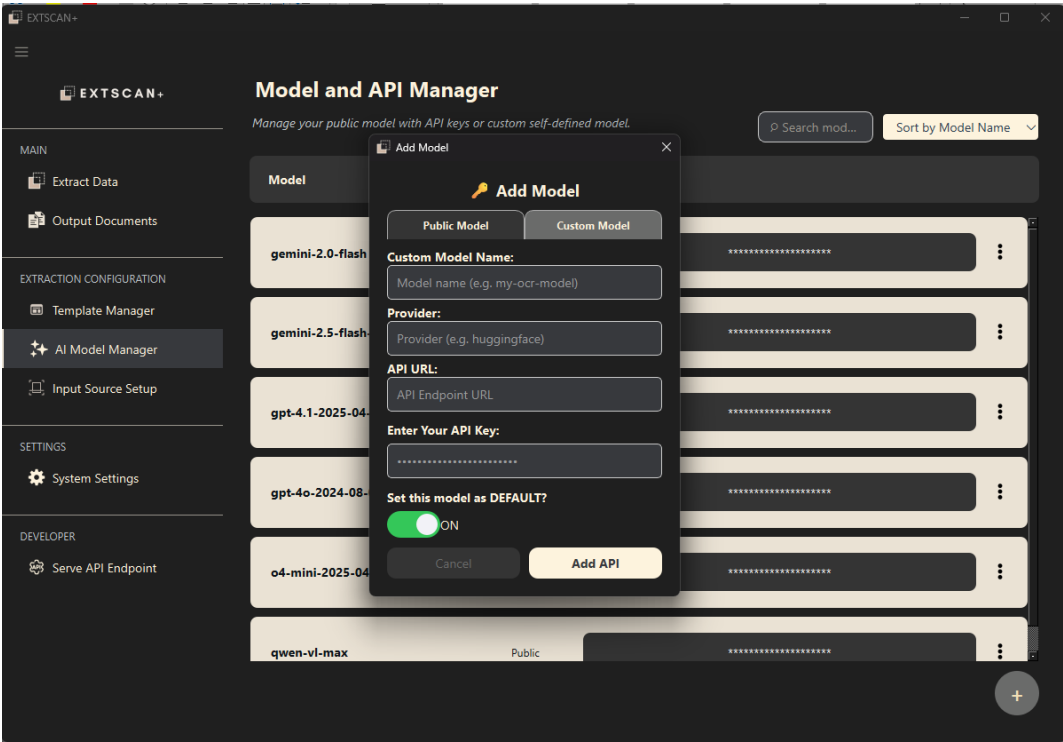 EXTSCAN+
EXTSCAN+
Model and API Manager
Manage your public model with API keys or custom self-defined model.
Search mod...
Sort by Model Name
MAIN
Extract Data
Output Documents
EXTRACTION CONFIGURATION
Template Manager
AI Model Manager
Input Source Setup
SETTINGS
System Settings
DEVELOPER
Serve API Endpoint
Model
gemini-2.0-flash
********************
gemini-2.5-flash-
********************
gpt-4.1-2025-04-
********************
gpt-4o-2024-08-
********************
o4-mini-2025-04
********************
qwen-vl-max
Public
********************
Add Model
Add Model
Public Model
Custom Model
Custom Model Name:
Model name (e.g. my-ocr-model)
Provider:
Provider (e.g. huggingface)
API URL:
API Endpoint URL
Enter Your API Key:
************************
Set this model as DEFAULT?
ON
Cancel
Add API
+